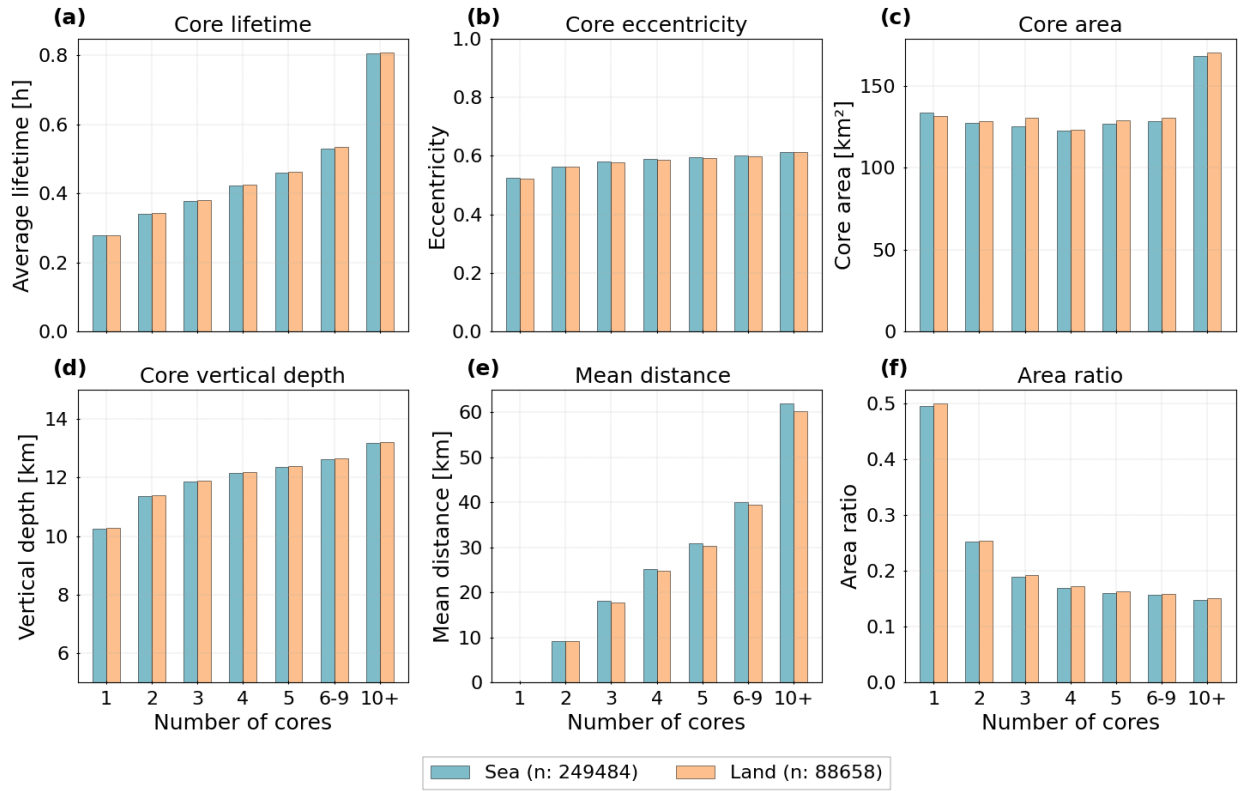 (a)
Core lifetime
Average lifetime [h]
0.8
0.6
0.4
0.2
0.0
(b)
Core eccentricity
Eccentricity
1.0
0.8
0.6
0.4
0.2
0.0
(c)
Core area
Core area [km²]
150
100
50
0
(d)
Core vertical depth
Vertical depth [km]
14
12
10
8
6
1 2 3 4 5 6-9 10+
Number of cores
(e)
Mean distance
Mean distance [km]
60
50
40
30
20
10
0
1 2 3 4 5 6-9 10+
Number of cores
(f)
Area ratio
Area ratio
0.5
0.4
0.3
0.2
0.1
0.0
1 2 3 4 5 6-9 10+
Number of cores
Sea (n: 249484)
Land (n: 88658)